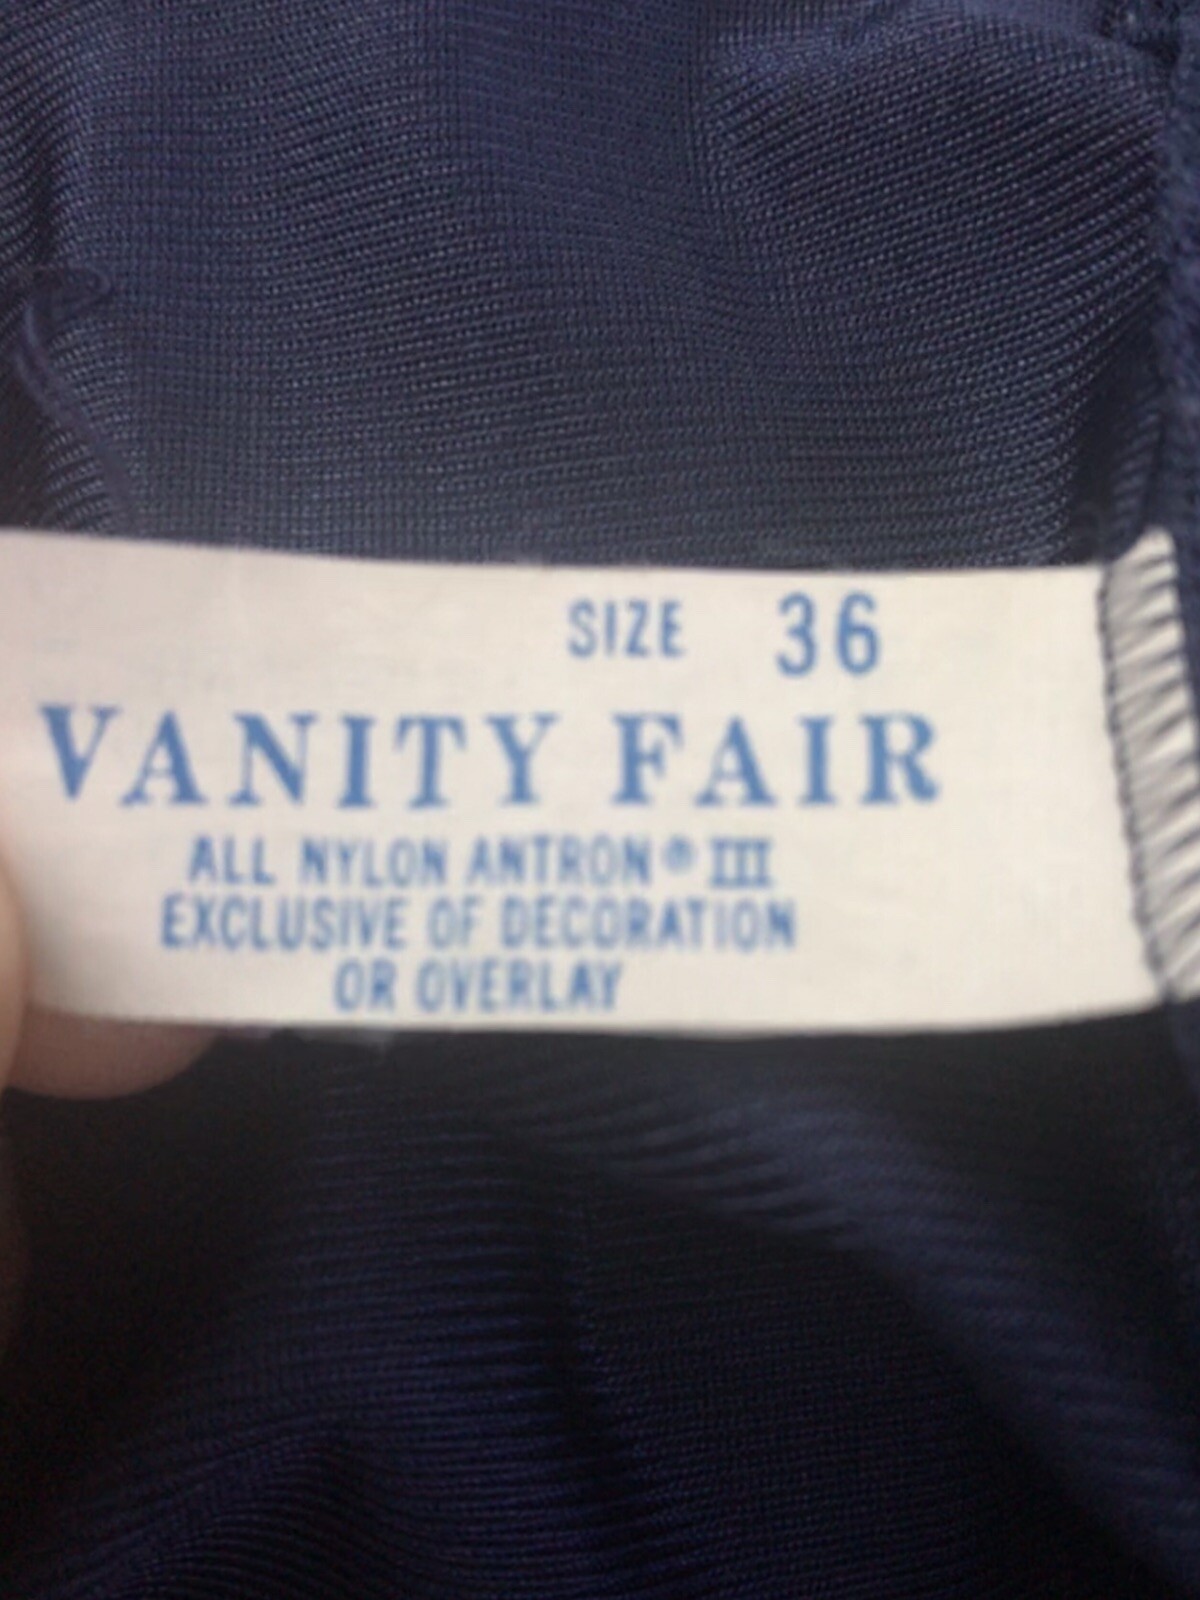 SIZE 36
VANITY FAIR
ALL NYLON ANTRON® III
EXCLUSIVE OF DECORATION
OR OVERLAY